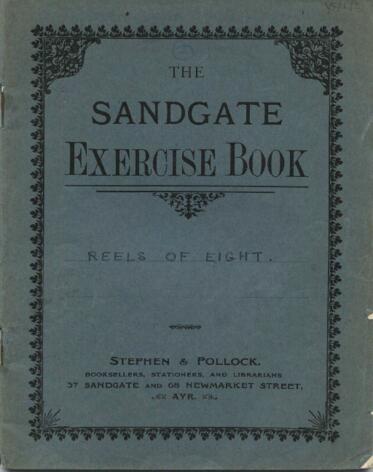 THE
SANDGATE
EXERCISE BOOK
REELS OF EIGHT.
STEPHEN & POLLOCK.
BOOKSELLERS, STATIONERS, AND LIBRARIANS
37 SANDGATE AND 68 NEWMARKET STREET,
AYR.